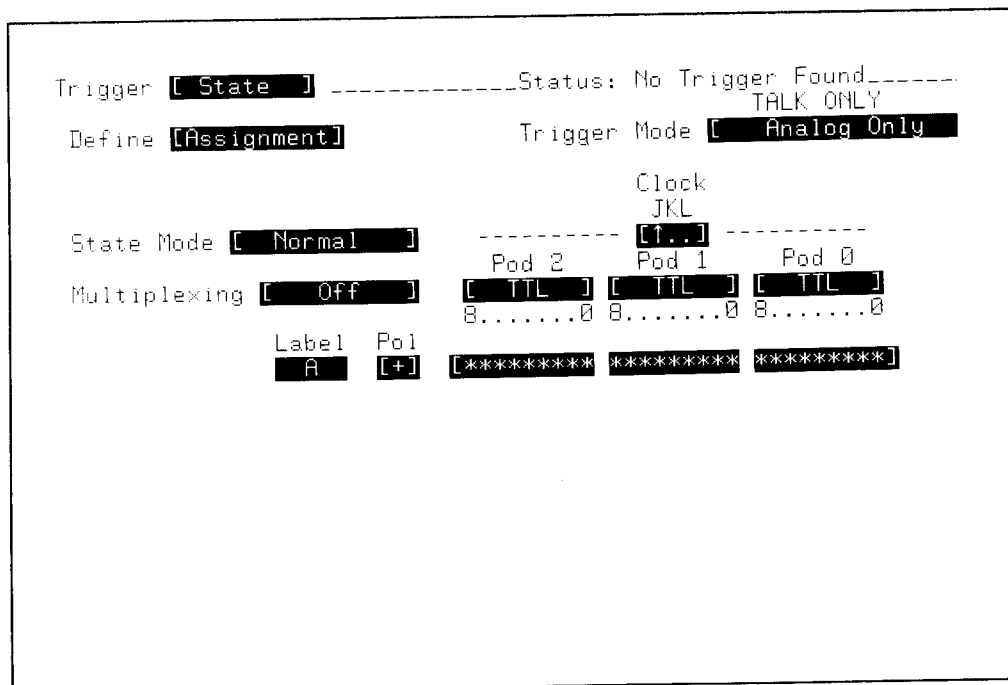 Trigger [ State ] _____________Status: No Trigger Found______
TALK ONLY
Define [Assignment] Trigger Mode [ Analog Only
Clock
JKL
State Mode [ Normal ] ---------- [↑..] ----------
Pod 2 Pod 1 Pod 0
Multiplexing [ Off ] [ TTL ] [ TTL ] [ TTL ]
8.......0 8.......0 8.......0
Label Pol
A [+] [********* ********* *********]